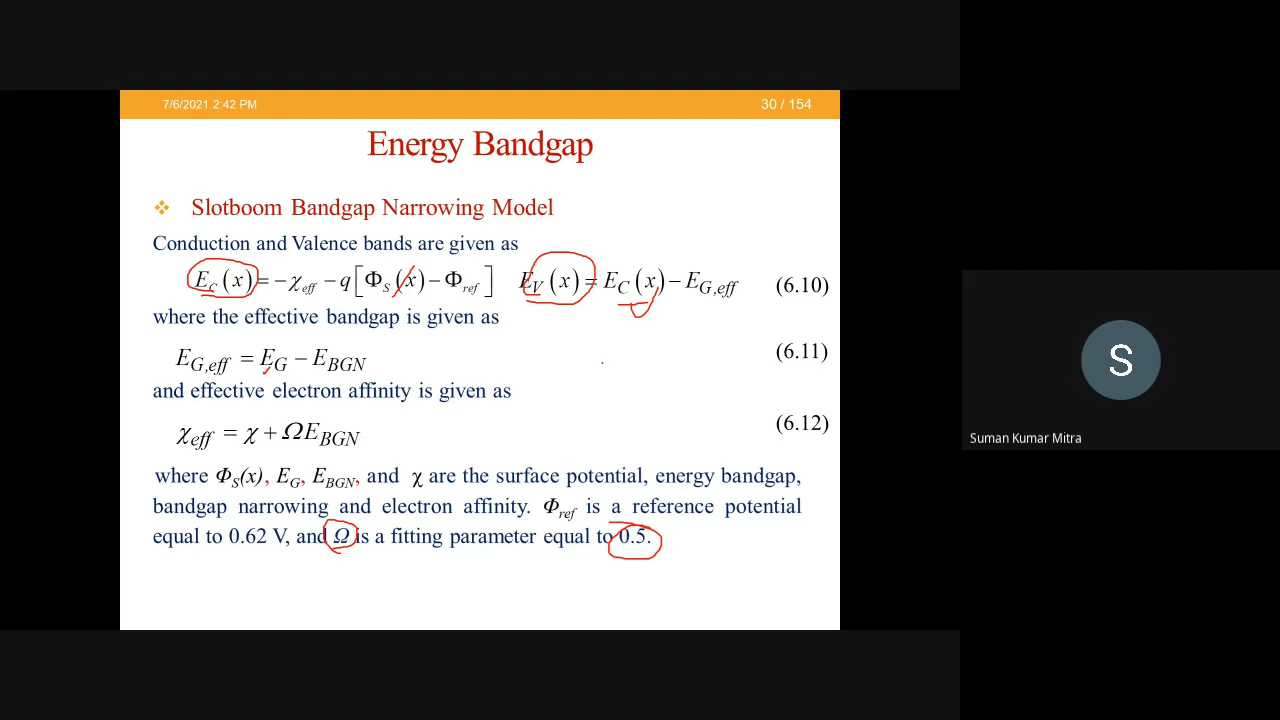 7/6/2021 2:42 PM 30 / 154
Energy Bandgap
❖ Slotboom Bandgap Narrowing Model
Conduction and Valence bands are given as
E_C(x) = −χ_eff − q[Φ_S(x) − Φ_ref] E_V(x) = E_C(x) − E_G,eff (6.10)
where the effective bandgap is given as
E_G,eff = E_G − E_BGN (6.11)
and effective electron affinity is given as
χ_eff = χ + ΩE_BGN (6.12)
where Φ_S(x), E_G, E_BGN, and χ are the surface potential, energy bandgap,
bandgap narrowing and electron affinity. Φ_ref is a reference potential
equal to 0.62 V, and Ω is a fitting parameter equal to 0.5.
S
Suman Kumar Mitra